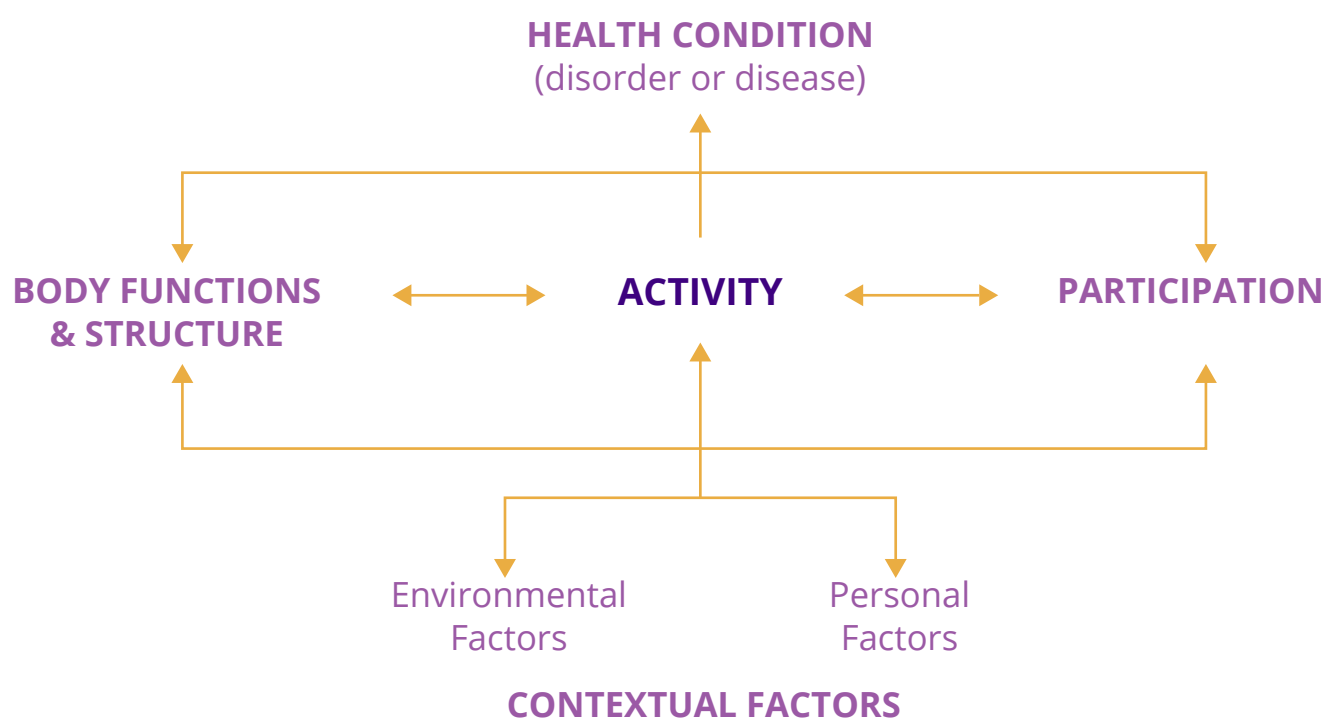 HEALTH CONDITION
(disorder or disease)
BODY FUNCTIONS
& STRUCTURE
ACTIVITY
PARTICIPATION
Environmental
Factors
Personal
Factors
CONTEXTUAL FACTORS